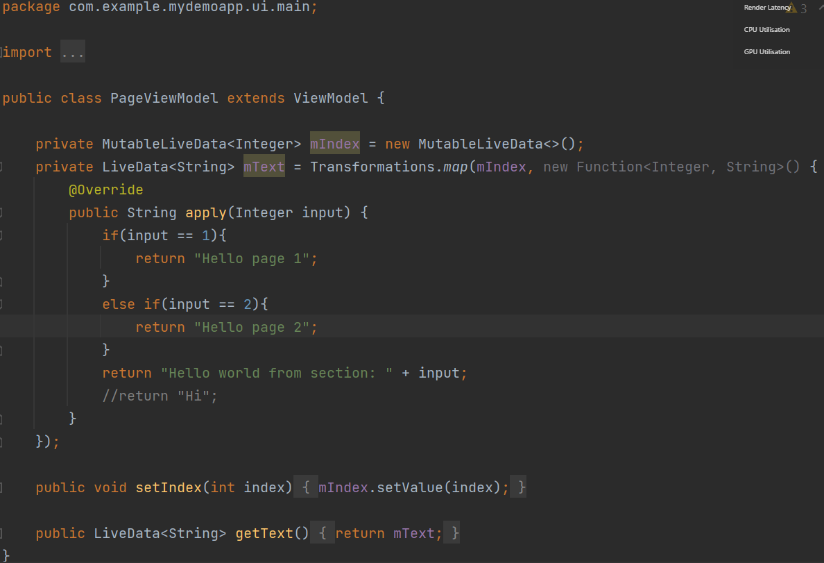 package com.example.mydemoapp.ui.main;
Render Latency 3
CPU Utilisation
GPU Utilisation
import ...
public class PageViewModel extends ViewModel {
private MutableLiveData<Integer> mIndex = new MutableLiveData<>();
private LiveData<String> mText = Transformations.map(mIndex, new Function<Integer, String>() {
@Override
public String apply(Integer input) {
if(input == 1){
return "Hello page 1";
}
else if(input == 2){
return "Hello page 2";
}
return "Hello world from section: " + input;
//return "Hi";
}
});
public void setIndex(int index) { mIndex.setValue(index); }
public LiveData<String> getText() { return mText; }
}